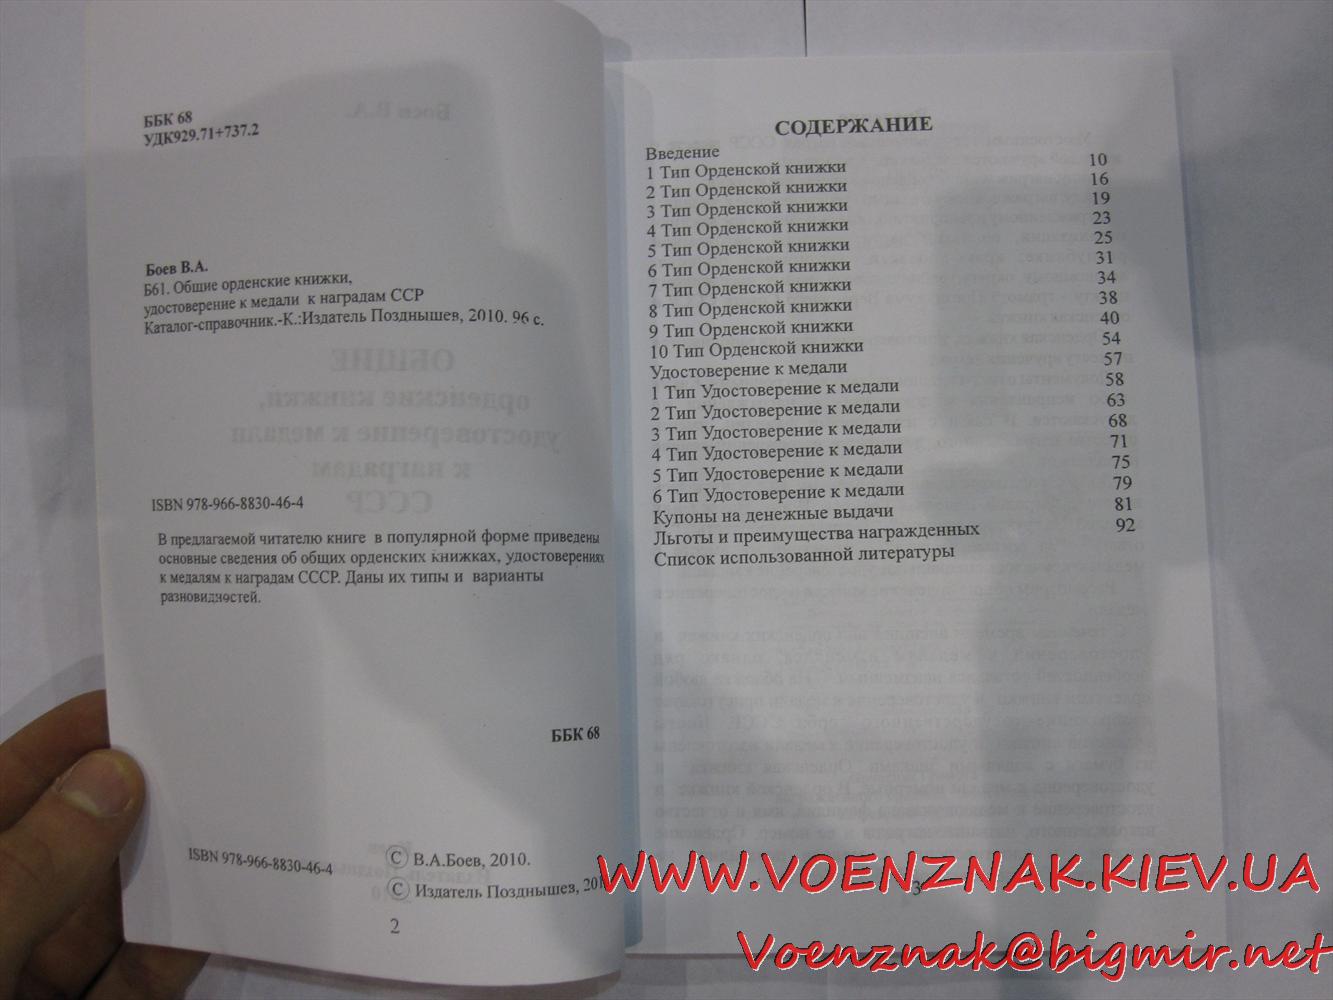 ББК 68
УДК929.71+737.2
Боев В.А.
Б61. Общие орденские книжки,
удостоверение к медали к наградам ССР
Каталог-справочник.-К.:Издатель Позднышев, 2010. 96 с.
ISBN 978-966-8830-46-4
В предлагаемой читателю книге в популярной форме приведены
основные сведения об общих орденских книжках, удостоверениях
к медалям к наградам СССР. Даны их типы и варианты
разновидностей.
ББК 68
ISBN 978-966-8830-46-4
© В.А.Боев, 2010.
© Издатель Позднышев, 201
2
СОДЕРЖАНИЕ
Введение
1 Тип Орденской книжки 10
2 Тип Орденской книжки 16
3 Тип Орденской книжки 19
4 Тип Орденской книжки 23
5 Тип Орденской книжки 25
6 Тип Орденской книжки 31
7 Тип Орденской книжки 34
8 Тип Орденской книжки 38
9 Тип Орденской книжки 40
10 Тип Орденской книжки 54
Удостоверение к медали 57
1 Тип Удостоверение к медали 58
2 Тип Удостоверение к медали 63
3 Тип Удостоверение к медали 68
4 Тип Удостоверение к медали 71
5 Тип Удостоверение к медали 75
6 Тип Удостоверение к медали 79
Купоны на денежные выдачи 81
Льготы и преимущества награжденных 92
Список использованной литературы
3
WWW.VOENZNAK.KIEV.UA
Voenznak@bigmir.net